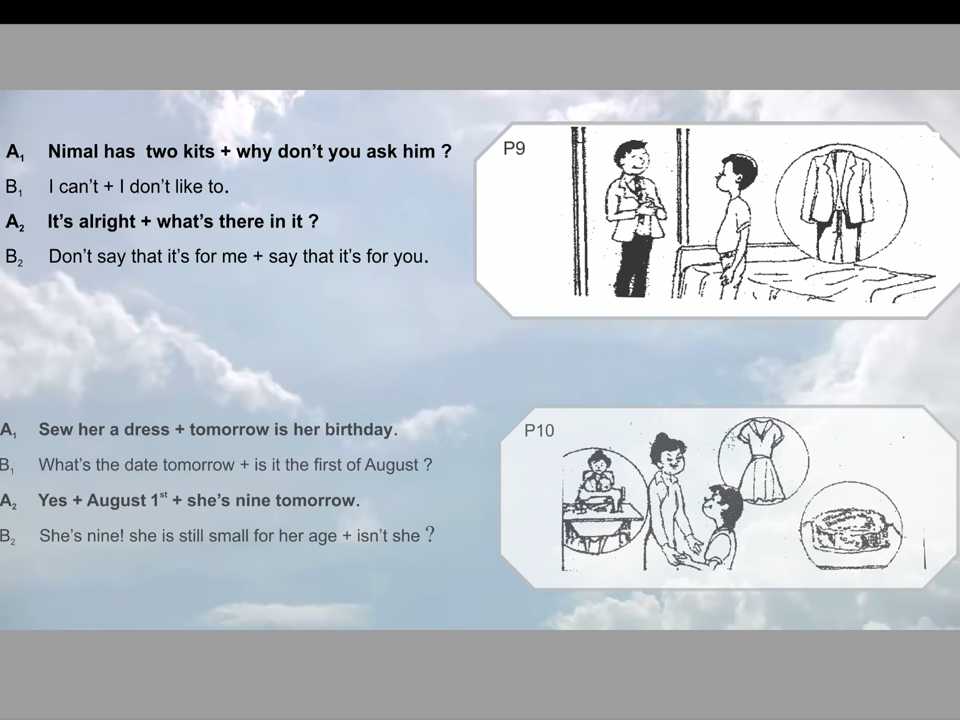 A1 Nimal has two kits + why don't you ask him ?
B1 I can't + I don't like to.
A2 It's alright + what's there in it ?
B2 Don't say that it's for me + say that it's for you.
P9
A1 Sew her a dress + tomorrow is her birthday.
B1 What's the date tomorrow + is it the first of August ?
A2 Yes + August 1st + she's nine tomorrow.
B2 She's nine! she is still small for her age + isn't she ?
P10